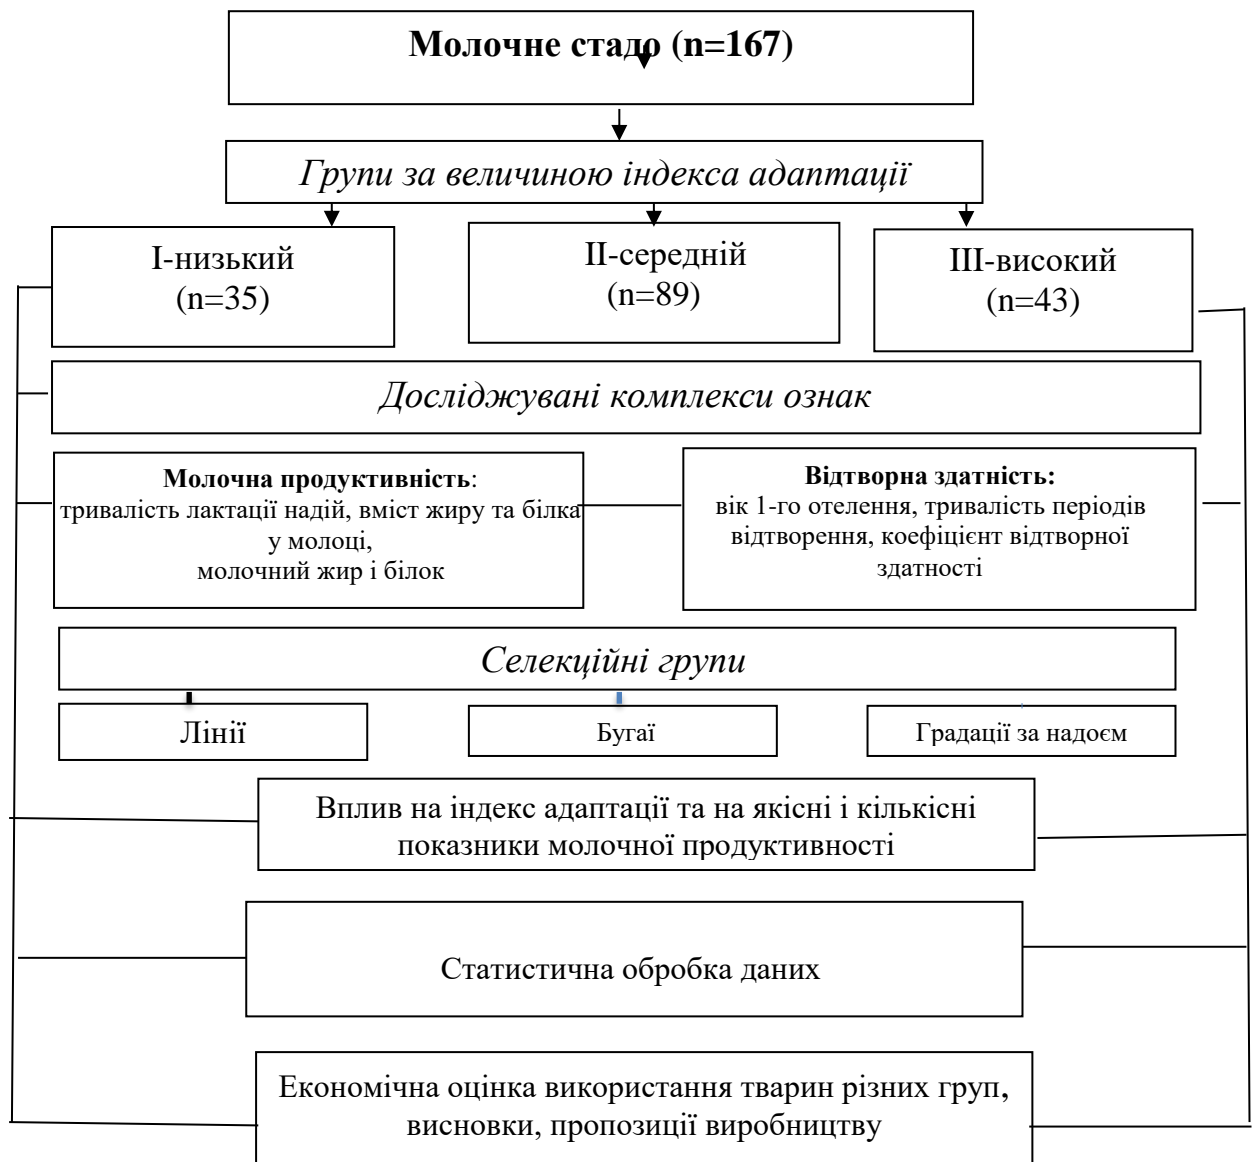 Молочне стадо (n=167)
Групи за величиною індекса адаптації
І-низький
(n=35)
ІІ-середній
(n=89)
ІІІ-високий
(n=43)
Досліджувані комплекси ознак
Молочна продуктивність:
тривалість лактації надій, вміст жиру та білка
у молоці,
молочний жир і білок
Відтворна здатність:
вік 1-го отелення, тривалість періодів
відтворення, коефіцієнт відтворної
здатності
Селекційні групи
Лінії
Бугаї
Градації за надоєм
Вплив на індекс адаптації та на якісні і кількісні
показники молочної продуктивності
Статистична обробка даних
Економічна оцінка використання тварин різних груп,
висновки, пропозиції виробництву